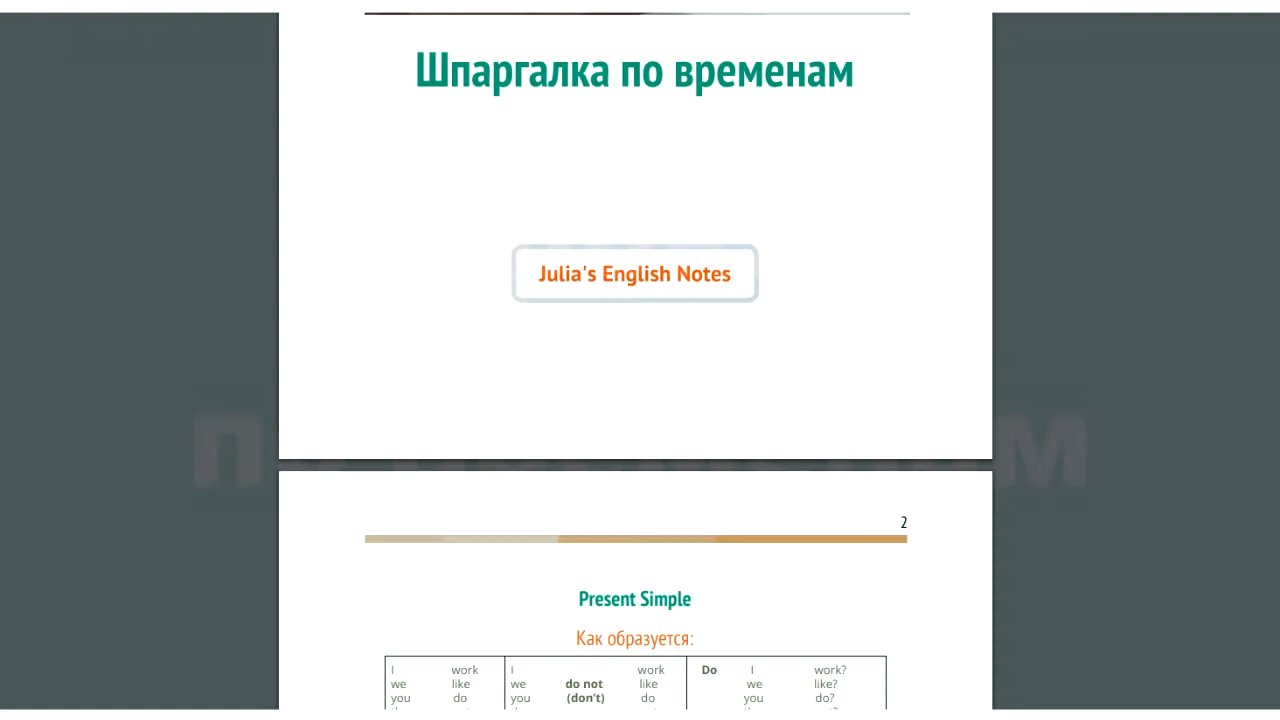 Шпаргалка по временам
Julia's English Notes
2
Present Simple
Как образуется:
I work I work Do I work?
we like we do not like we like?
you do you (don't) do you do?